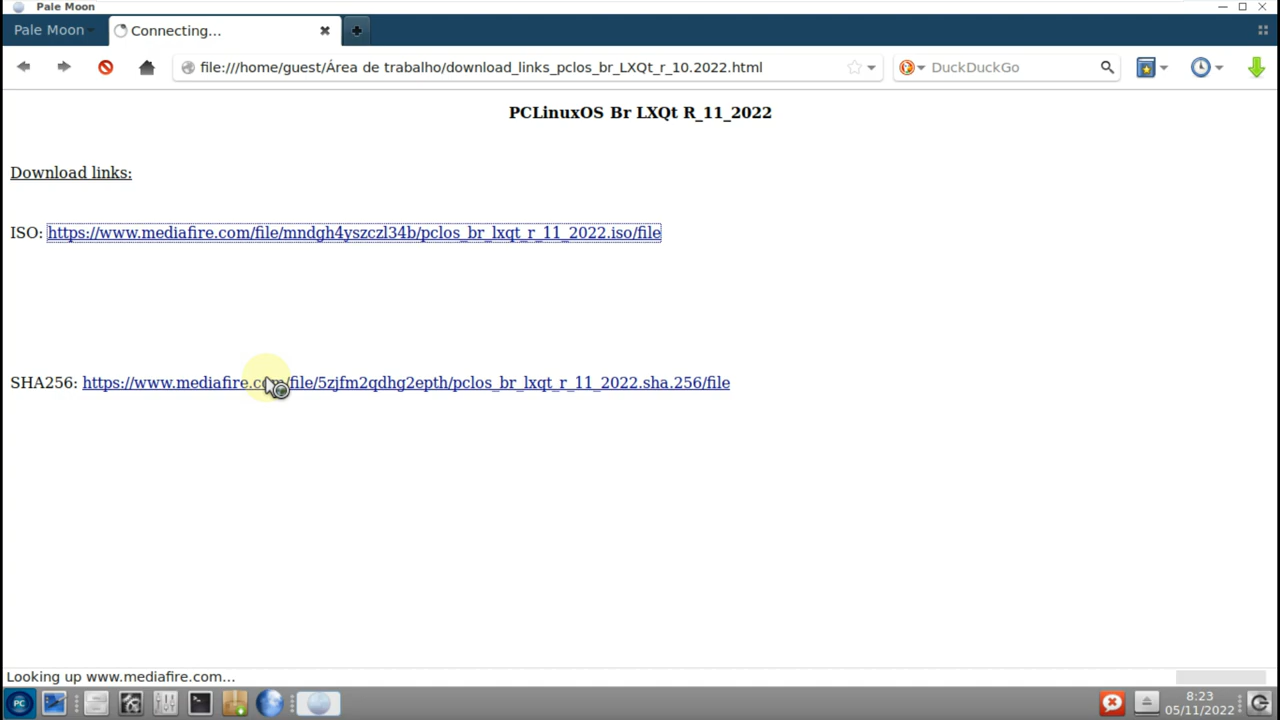 Pale Moon
Pale Moon
Connecting...
file:///home/guest/Área de trabalho/download_links_pclos_br_LXQt_r_10.2022.html
DuckDuckGo
PCLinuxOS Br LXQt R_11_2022
Download links:
ISO: https://www.mediafire.com/file/mndgh4yszczl34b/pclos_br_lxqt_r_11_2022.iso/file
SHA256: https://www.mediafire.com/file/5zjfm2qdhg2epth/pclos_br_lxqt_r_11_2022.sha.256/file
Looking up www.mediafire.com...
PC
8:23
05/11/2022